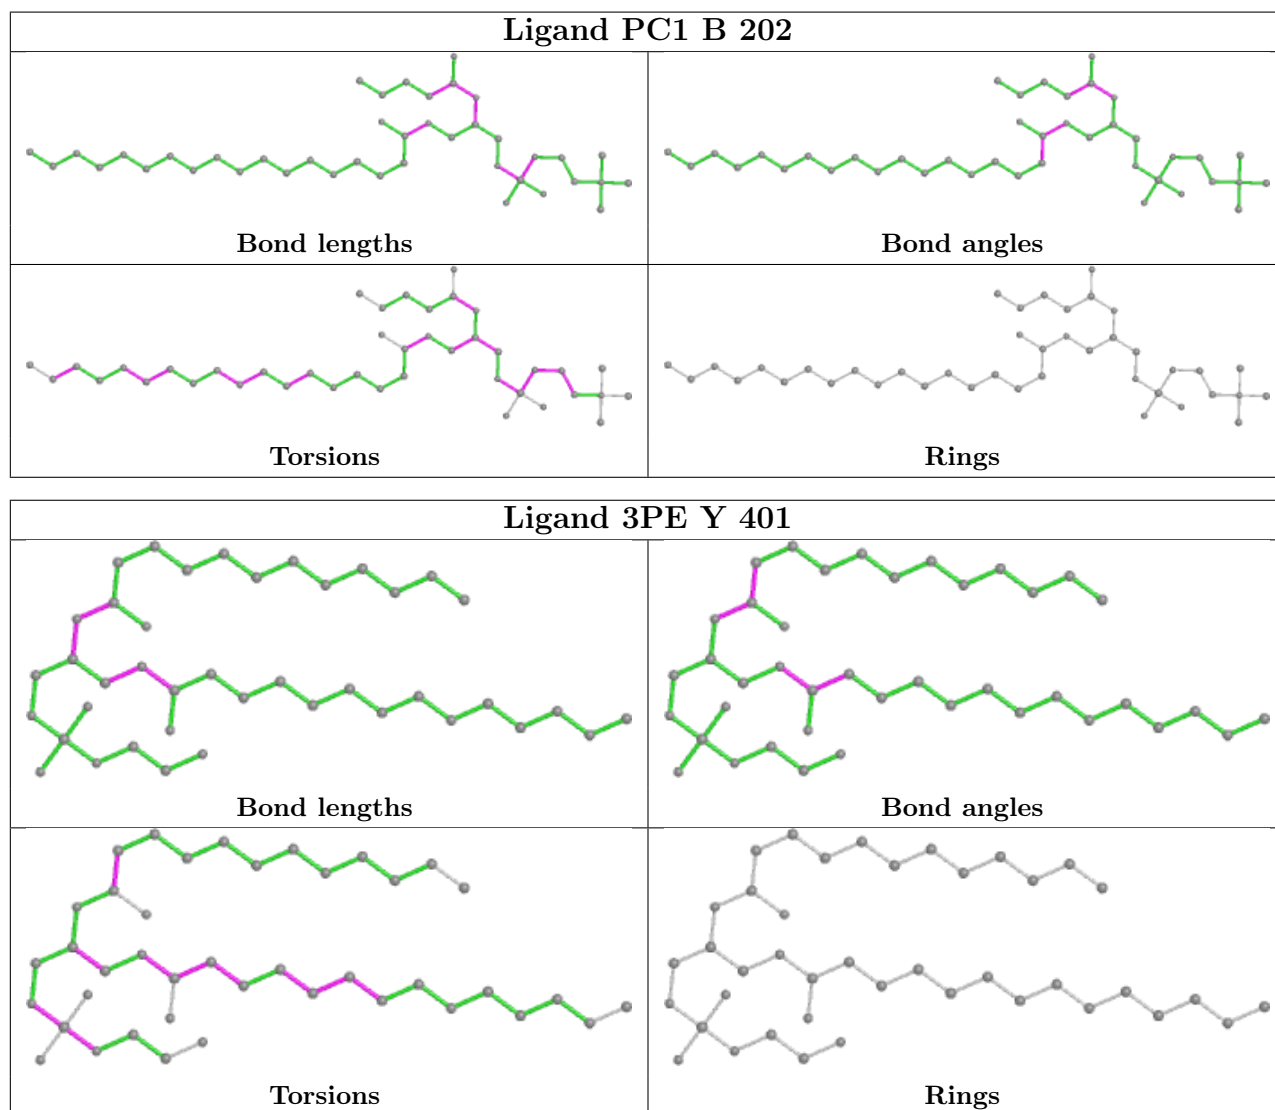 Ligand PC1 B 202
Bond lengths
Bond angles
Torsions
Rings
Ligand 3PE Y 401
Bond lengths
Bond angles
Torsions
Rings